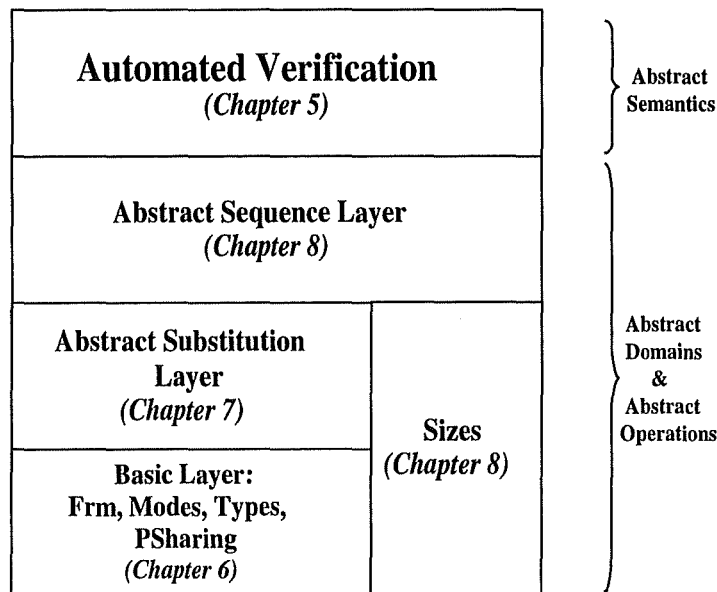 Automated Verification
(Chapter 5)
Abstract
Semantics
Abstract Sequence Layer
(Chapter 8)
Abstract Substitution
Layer
(Chapter 7)
Sizes
(Chapter 8)
Basic Layer:
Frm, Modes, Types,
PSharing
(Chapter 6)
Abstract
Domains
&
Abstract
Operations